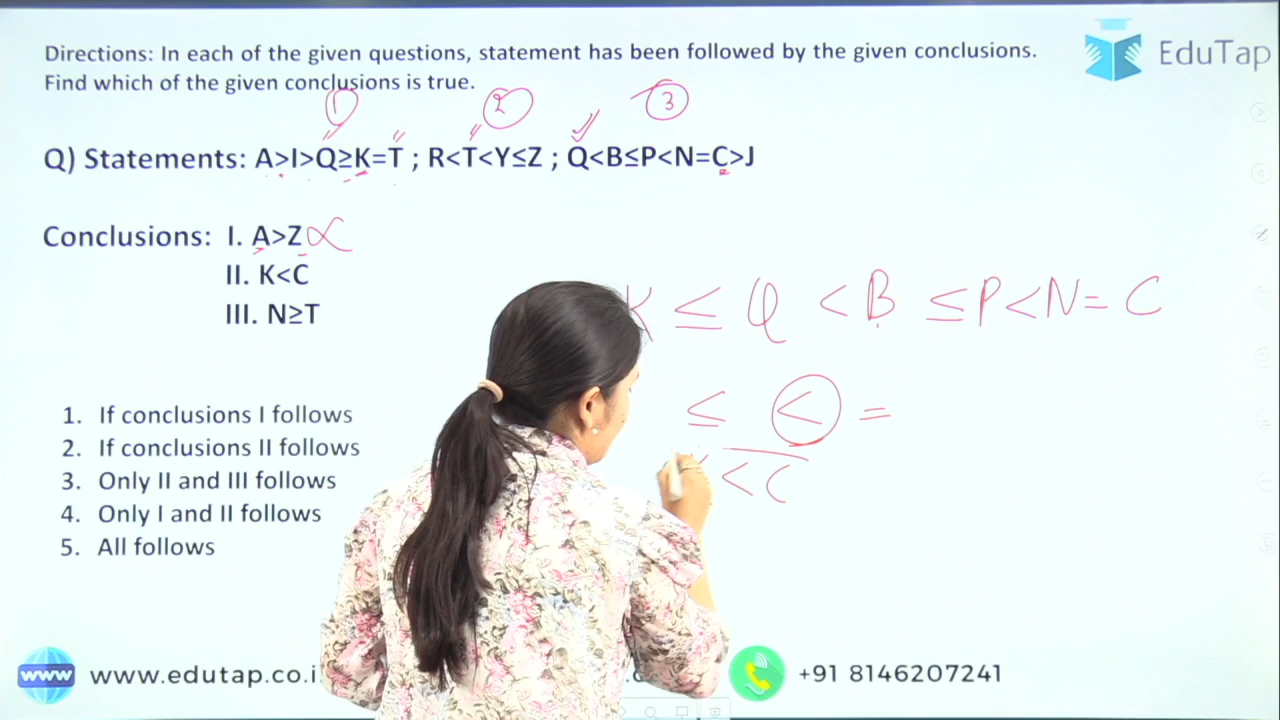 Directions: In each of the given questions, statement has been followed by the given conclusions.
Find which of the given conclusions is true.
EduTap
1 2 3
Q) Statements: A>I>Q≥K=T ; R<T<Y≤Z ; Q<B≤P<N=C>J
Conclusions: I. A>Z
II. K<C
III. N≥T
K ≤ Q < B ≤ P < N = C
≤ < =
< C
1. If conclusions I follows
2. If conclusions II follows
3. Only II and III follows
4. Only I and II follows
5. All follows
www
www.edutap.co.i
+91 8146207241